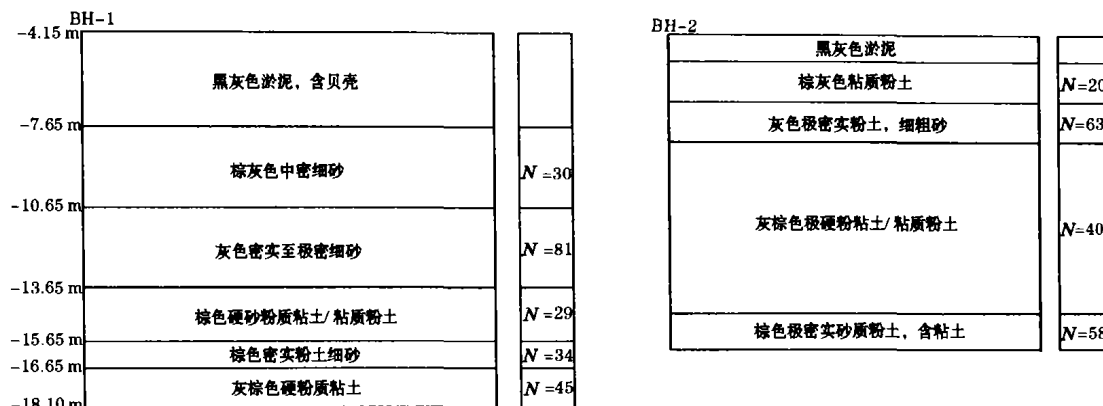 BH-1
-4.15 m
黑灰色淤泥，含贝壳
-7.65 m
棕灰色中密细砂
N =30
-10.65 m
灰色密实至极密细砂
N =81
-13.65 m
棕色硬砂粉质粘土/粘质粉土
N =29
-15.65 m
棕色密实粉土细砂
N =34
-16.65 m
灰棕色硬粉质粘土
N =45
-18.10 m
BH-2
黑灰色淤泥
棕灰色粘质粉土
N=20
灰色极密实粉土，细粗砂
N=63
灰棕色极硬粉粘土/粘质粉土
N=40
棕色极密实砂质粉土，含粘土
N=58